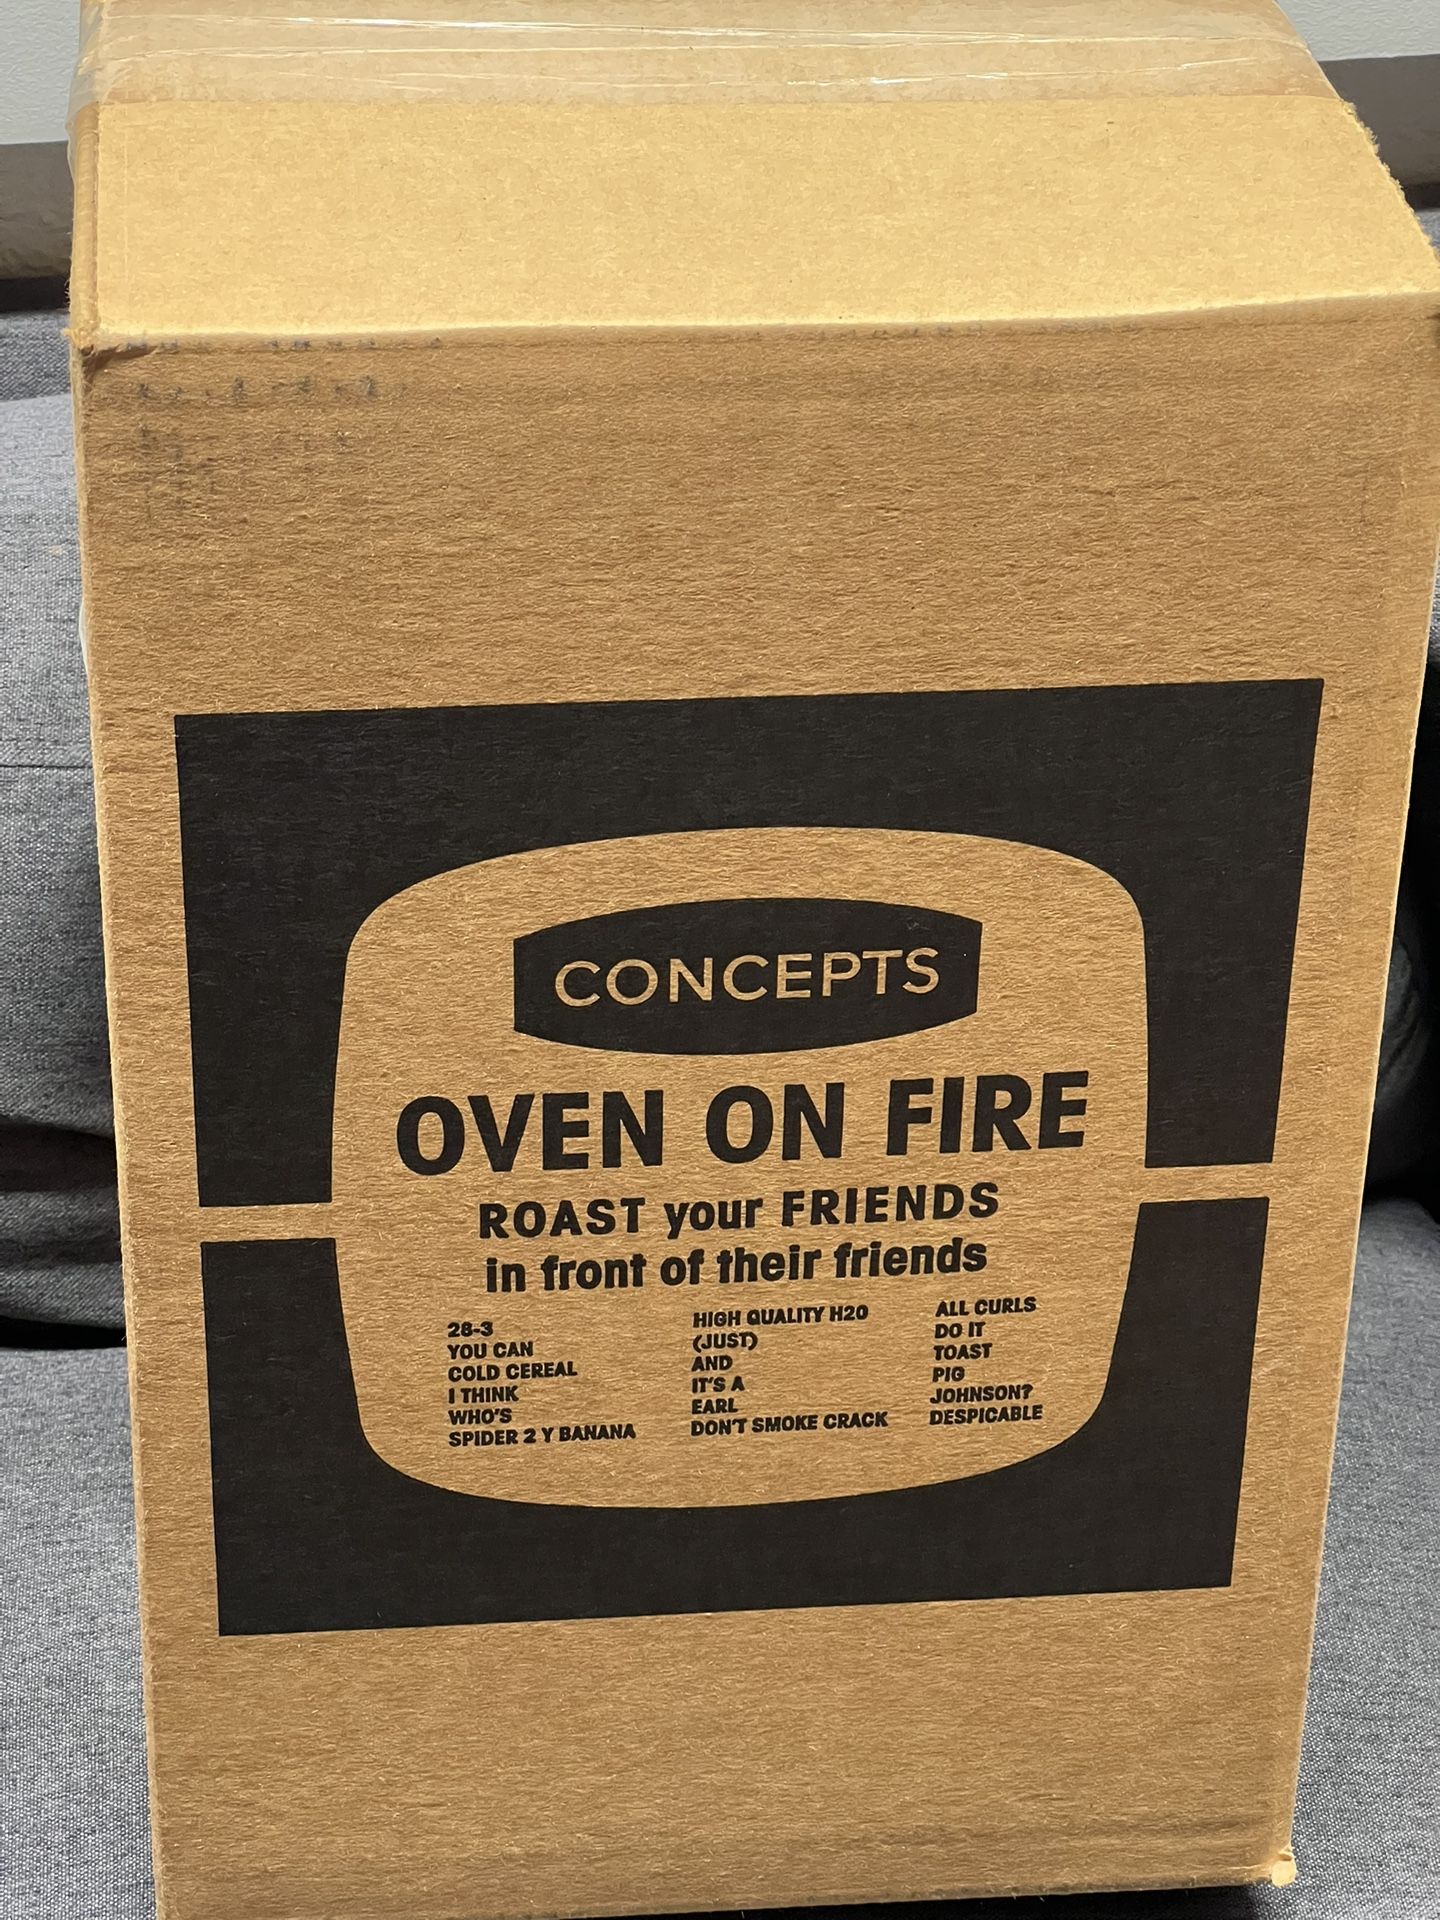 CONCEPTS
OVEN ON FIRE
ROAST your FRIENDS
in front of their friends
28-3
YOU CAN
COLD CEREAL
I THINK
WHO'S
SPIDER 2 Y BANANA
HIGH QUALITY H20
(JUST)
AND
IT'S A
EARL
DON'T SMOKE CRACK
ALL CURLS
DO IT
TOAST
PIG
JOHNSON?
DESPICABLE